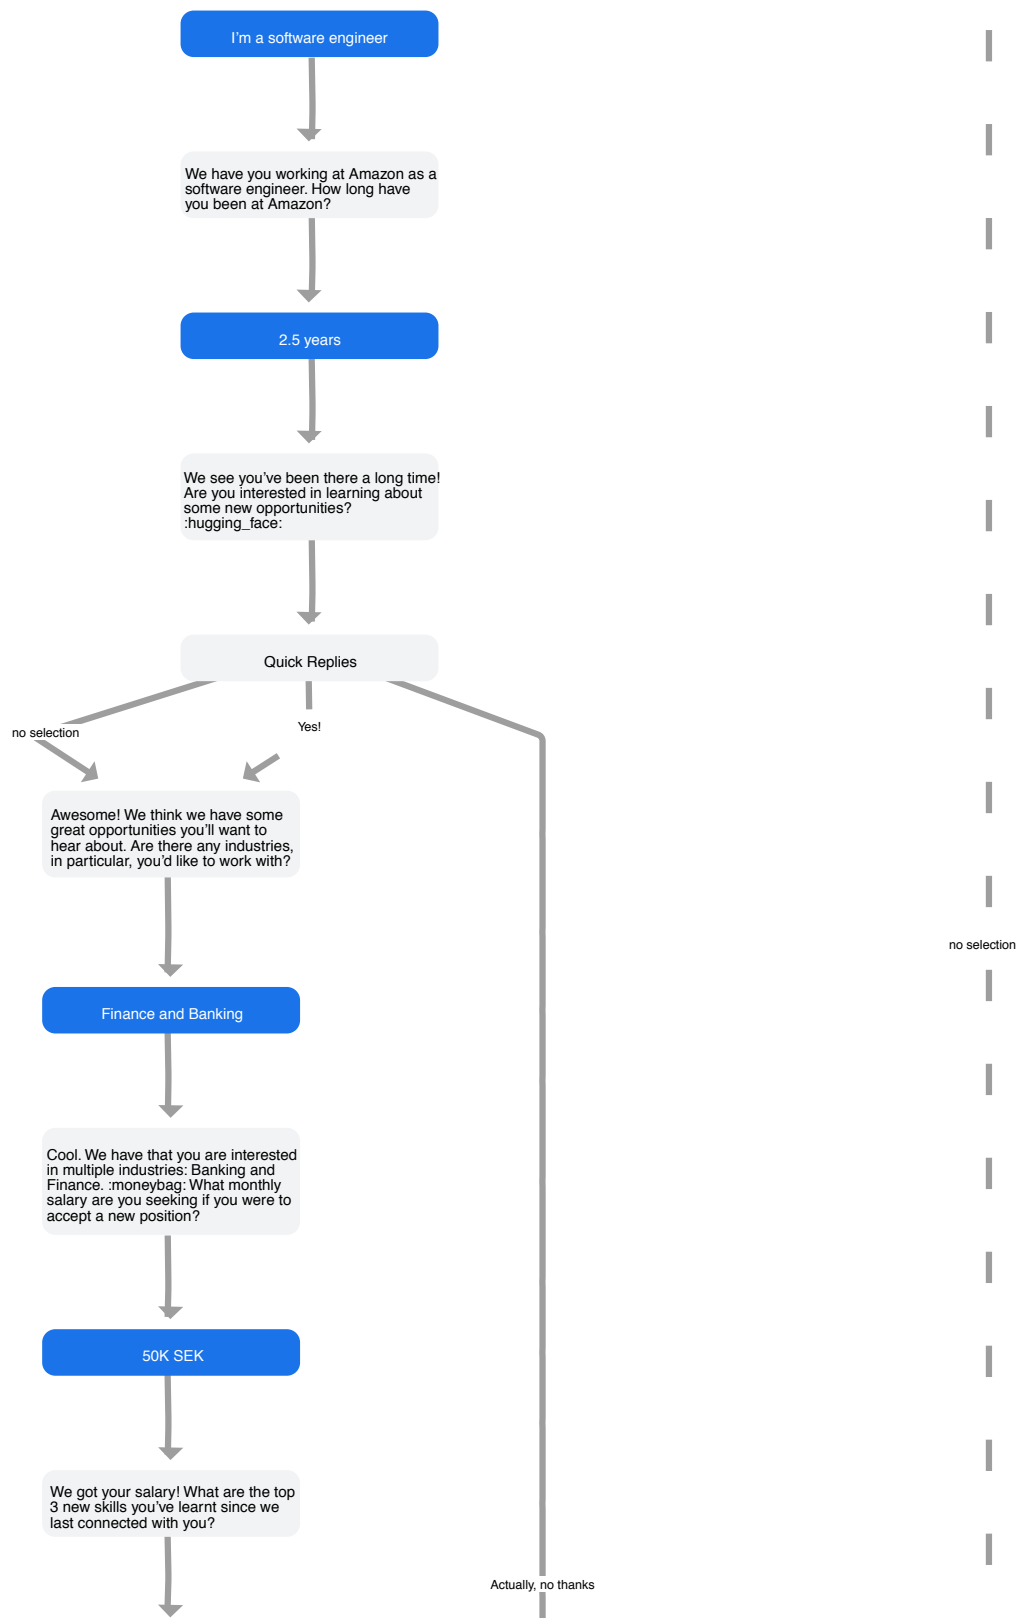 I'm a software engineer
We have you working at Amazon as a
software engineer. How long have
you been at Amazon?
2.5 years
We see you've been there a long time!
Are you interested in learning about
some new opportunities?
:hugging_face:
Quick Replies
no selection
Yes!
Awesome! We think we have some
great opportunities you'll want to
hear about. Are there any industries,
in particular, you'd like to work with?
no selection
Finance and Banking
Cool. We have that you are interested
in multiple industries: Banking and
Finance. :moneybag: What monthly
salary are you seeking if you were to
accept a new position?
50K SEK
We got your salary! What are the top
3 new skills you've learnt since we
last connected with you?
Actually, no thanks